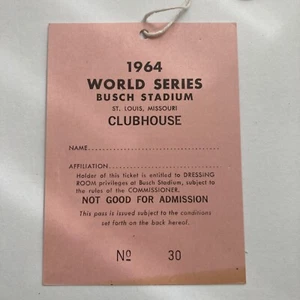 1964
WORLD SERIES
BUSCH STADIUM
ST. LOUIS, MISSOURI
CLUBHOUSE
NAME
AFFILIATION
Holder of this ticket is entitled to DRESSING
ROOM privileges at Busch Stadium, subject to
the rules of the COMMISSIONER.
NOT GOOD FOR ADMISSION
This pass is issued subject to the conditions
set forth on the back hereof.
No 30